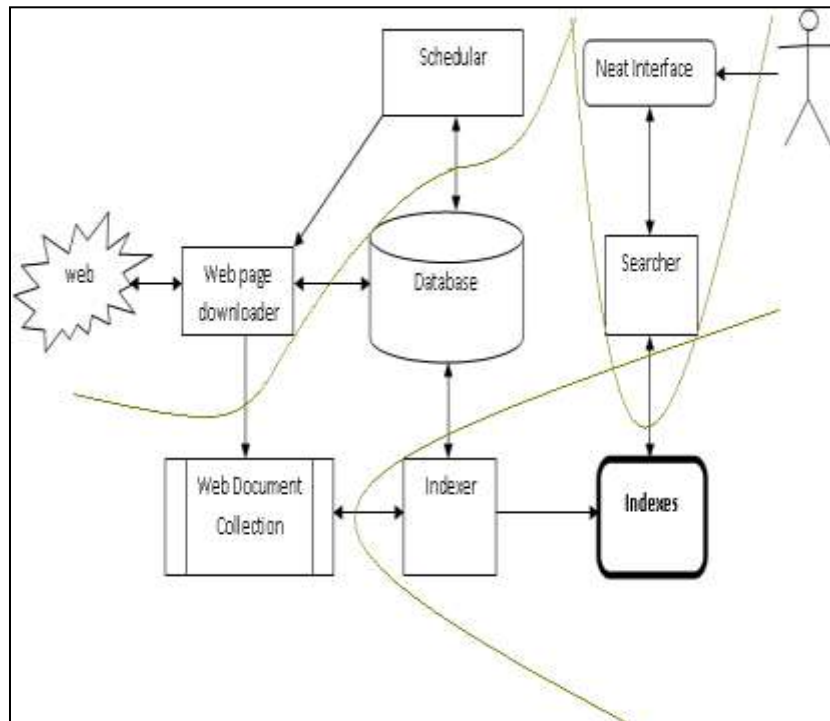 Schedular
Neat Interface
web
Web page
downloader
Database
Searcher
Web Document
Collection
Indexer
Indexes